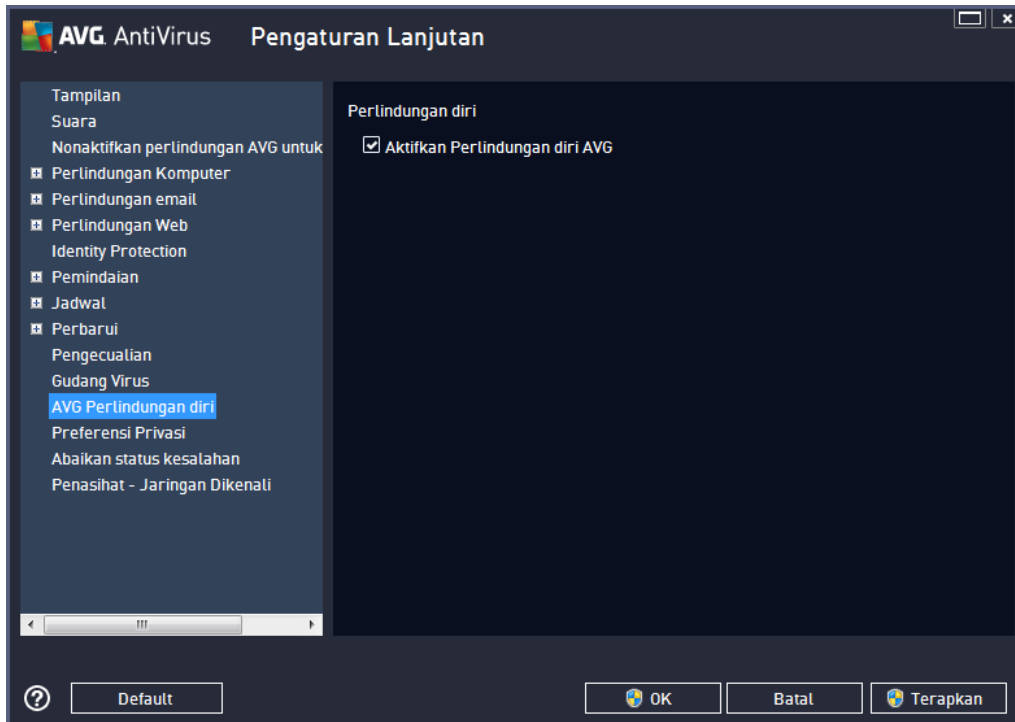 AVG. AntiVirus Pengaturan Lanjutan
Tampilan
Suara
Nonaktifkan perlindungan AVG untuk
Perlindungan Komputer
Perlindungan email
Perlindungan Web
Identity Protection
Pemindaian
Jadwal
Perbarui
Pengecualian
Gudang Virus
AVG Perlindungan diri
Preferensi Privasi
Abaikan status kesalahan
Penasihat - Jaringan Dikenali
Perlindungan diri
Aktifkan Perlindungan diri AVG
? Default OK Batal Terapkan